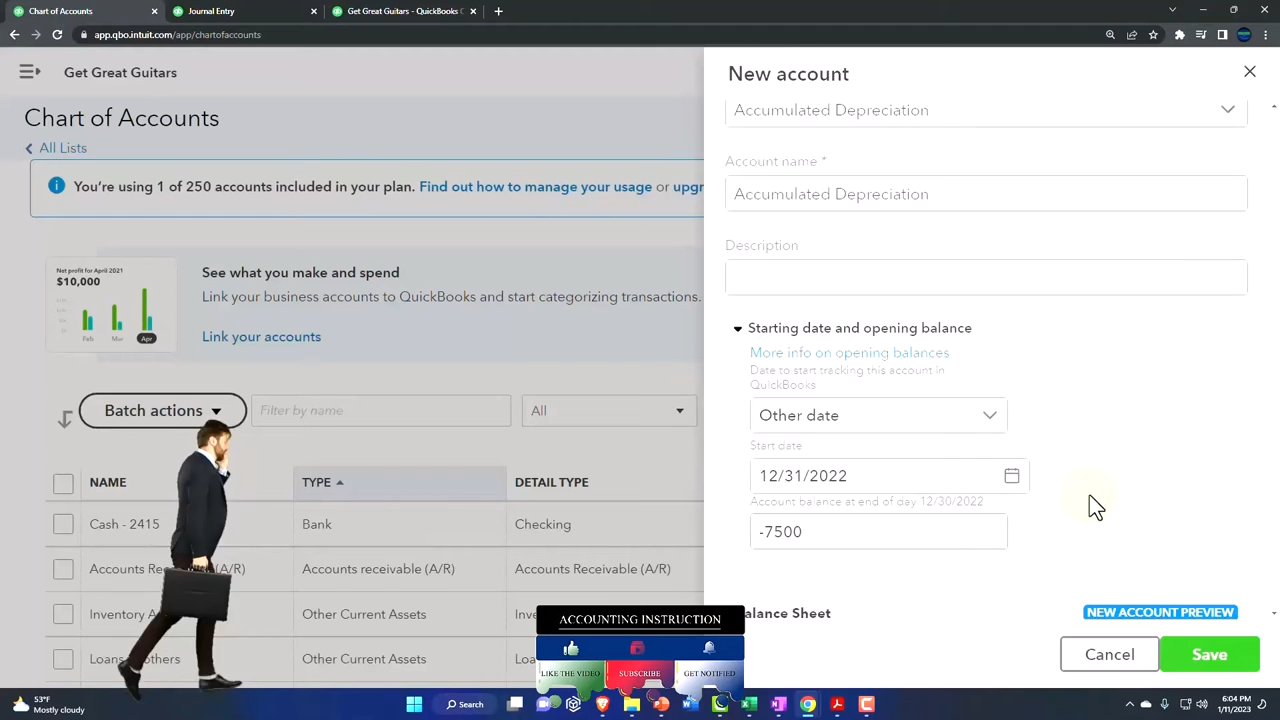 Chart of Accounts
Journal Entry
Get Great Guitars - QuickBooks C
app.qbo.intuit.com/app/chartofaccounts
Get Great Guitars
Chart of Accounts
All Lists
You're using 1 of 250 accounts included in your plan. Find out how to manage your usage or upgr
Net profit for April 2021
$10,000
Feb
Mar
Apr
See what you make and spend
Link your business accounts to QuickBooks and start categorizing transactions.
Link your accounts
Batch actions
Filter by name
All
NAME TYPE DETAIL TYPE
Cash - 2415 Bank Checking
Accounts Receivable (A/R) Accounts receivable (A/R) Accounts Receivable (A/R)
Inventory A Other Current Assets Inve
Loans Others Other Current Assets Loa
New account
Accumulated Depreciation
Account name *
Accumulated Depreciation
Description
Starting date and opening balance
More info on opening balances
Date to start tracking this account in
QuickBooks
Other date
Start date
12/31/2022
Account balance at end of day 12/30/2022
-7500
alance Sheet
NEW ACCOUNT PREVIEW
Cancel
Save
ACCOUNTING INSTRUCTION
LIKE THE VIDEO
SUBSCRIBE
GET NOTIFIED
53°F
Mostly cloudy
Search
6:04 PM
1/17/2023